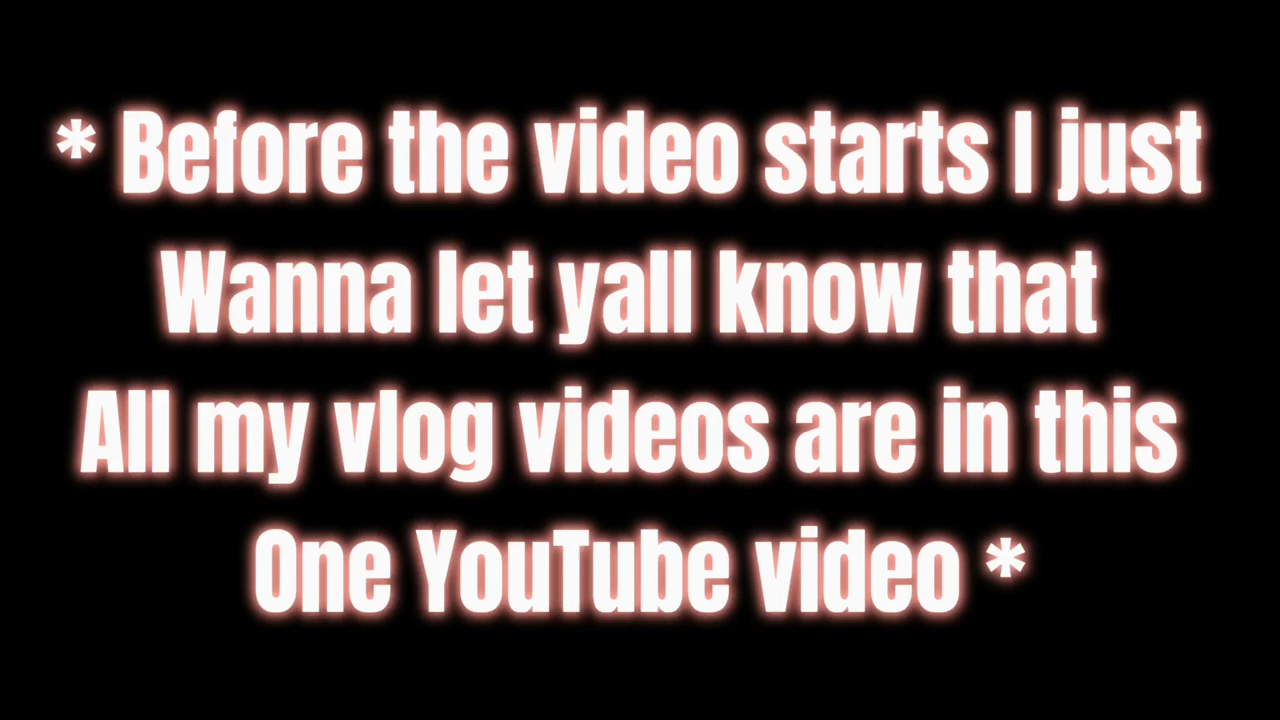 * Before the video starts I just
Wanna let yall know that
All my vlog videos are in this
One YouTube video *